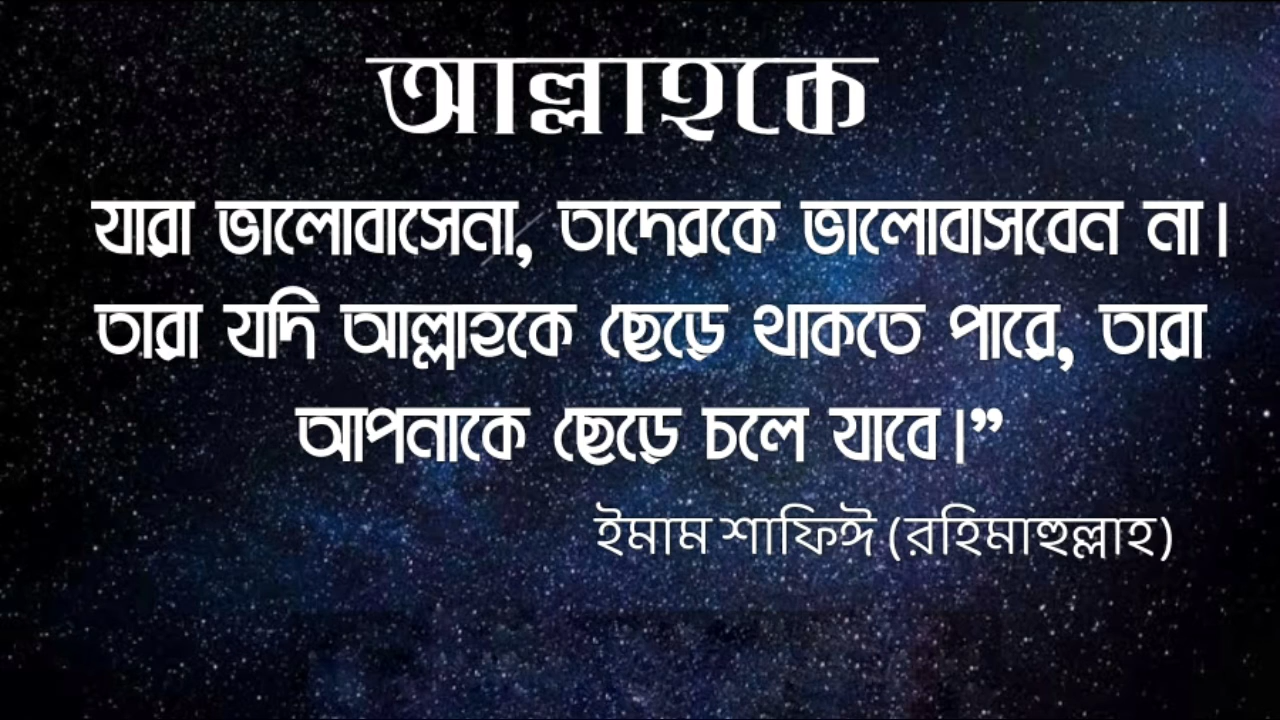 আল্লাহকে
যারা ভালোবাসেনা, তাদেরকে ভালোবাসবেন না।
তারা যদি আল্লাহকে ছেড়ে থাকতে পারে, তারা
আপনাকে ছেড়ে চলে যাবে।”
ইমাম শাফিঈ (রহিমাহুল্লাহ)